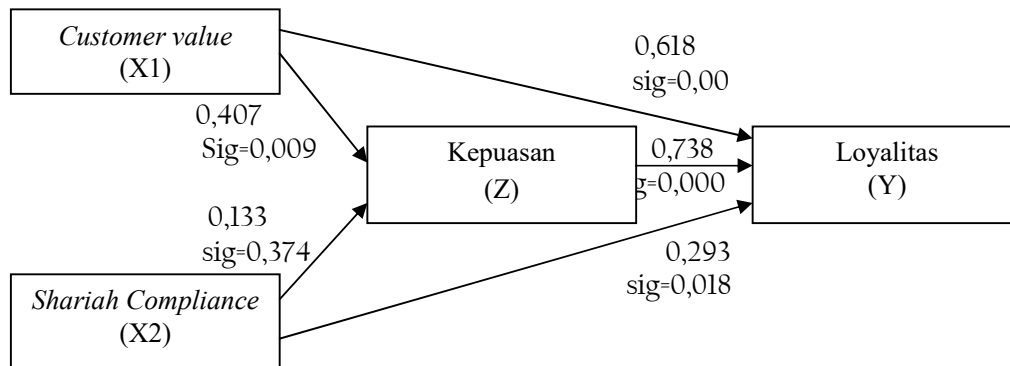 Customer value
(X1)
0,618
sig=0,00
0,407
Sig=0,009
Kepuasan
(Z)
0,738
g=0,000
Loyalitas
(Y)
0,133
sig=0,374
0,293
sig=0,018
Shariah Compliance
(X2)